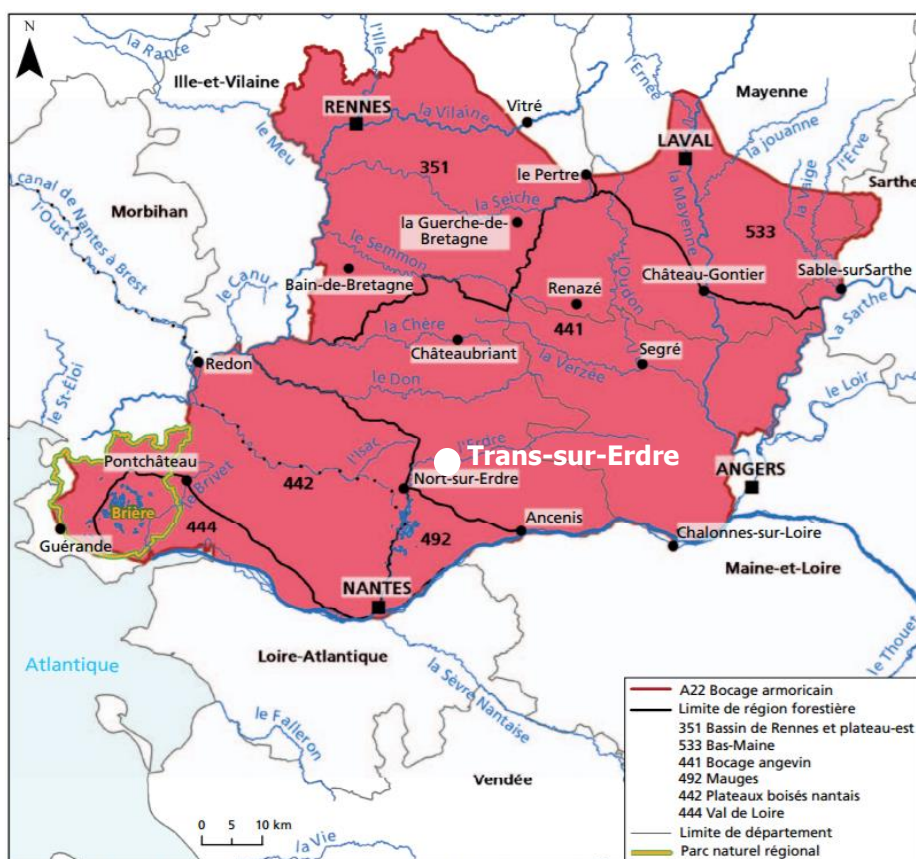 N
la Rance
l'Ille
Ille-et-Vilaine
RENNES
la Vilaine
Vitré
l'Ernée
Mayenne
LAVAL
la jouanne
le Meu
351
le Pertre
la Mayenne
la Vaige
l'Erve
Sarthe
canal de Nantes à Brest
l'Oust
Morbihan
la Seiche
la Guerche-de-
Bretagne
533
le Semmon
l'Oudon
Château-Gontier
Sable-surSarthe
le Canut
Bain-de-Bretagne
Renazé
441
la Sarthe
la Chère
Châteaubriant
la Verzée
Segré
Redon
le Don
le Loir
le St-Éloi
l'Isac
l'Erdre
Trans-sur-Erdre
ANGERS
Pontchâteau
le Brivet
442
Nort-sur-Erdre
Brière
444
492
Ancenis
Guérande
Chalonnes-sur-Loire
NANTES
Maine-et-Loire
Atlantique
Loire-Atlantique
la Sèvre Nantaise
le Thouet
le Falleron
Vendée
0 5 10 km
la Vie
A22 Bocage armoricain
Limite de région forestière
351 Bassin de Rennes et plateau-est
533 Bas-Maine
441 Bocage angevin
492 Mauges
442 Plateaux boisés nantais
444 Val de Loire
Limite de département
Parc naturel régional